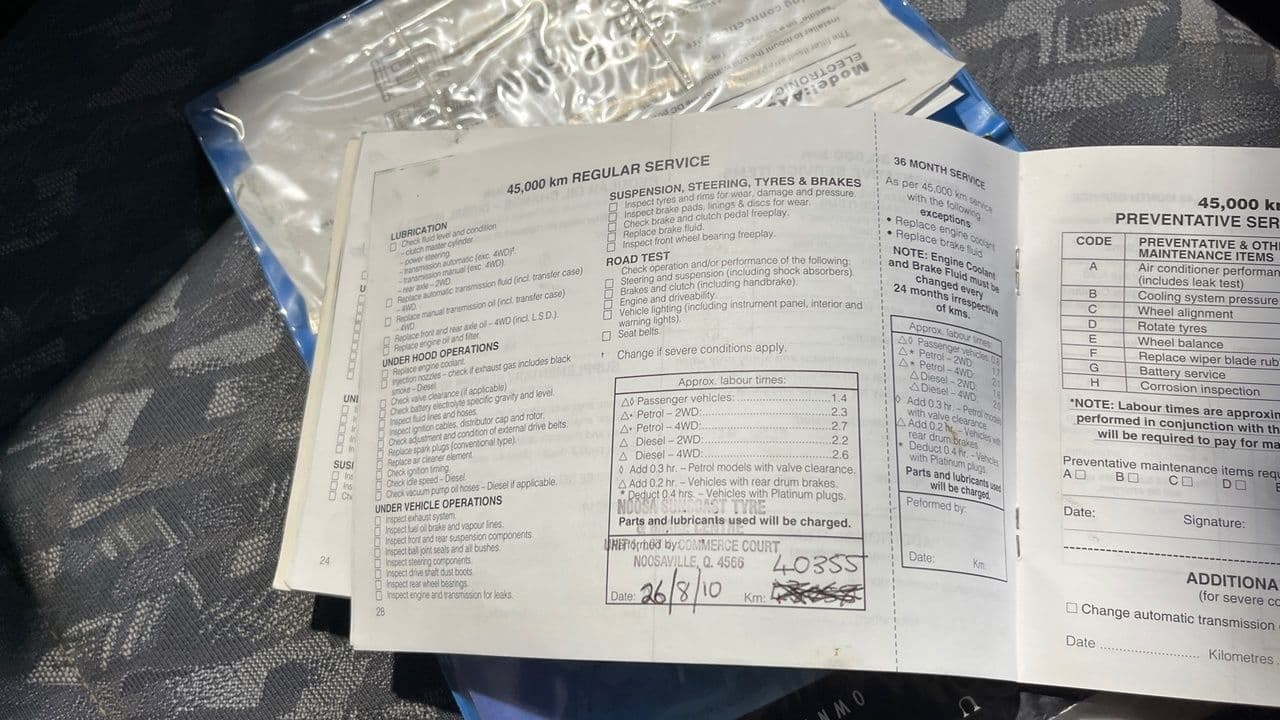 The filter
ELECTRONIC
Model:
45,000 km REGULAR SERVICE
LUBRICATION
Check fluid level and condition
– clutch master cylinder.
– power steering.
– transmission automatic (exc. 4WD)†.
– transmission manual (exc. 4WD).
– rear axle – 2WD.
Replace automatic transmission fluid (incl. transfer case)
– 4WD.
Replace manual transmission oil (incl. transfer case)
– 4WD.
Replace front and rear axle oil – 4WD (incl. L.S.D.).
Replace engine oil and filter.
UNDER HOOD OPERATIONS
Replace engine coolant.
Injection nozzles – check if exhaust gas includes black
smoke – Diesel.
Check valve clearance (if applicable)
Check battery electrolyte specific gravity and level.
Inspect fluid lines and hoses.
Inspect ignition cables, distributor cap and rotor.
Check adjustment and condition of external drive belts.
Replace spark plugs (conventional type).
Replace air cleaner element.
Check ignition timing.
Check idle speed – Diesel.
Check vacuum pump oil hoses – Diesel if applicable.
UNDER VEHICLE OPERATIONS
Inspect exhaust system.
Inspect fuel oil brake and vapour lines.
Inspect front and rear suspension components.
Inspect ball joint seals and all bushes.
Inspect steering components.
Inspect drive shaft dust boots.
Inspect rear wheel bearings.
Inspect engine and transmission for leaks.
28
24
SUSPENSION, STEERING, TYRES & BRAKES
Inspect tyres and rims for wear, damage and pressure.
Inspect brake pads, linings & discs for wear.
Check brake and clutch pedal freeplay.
Replace brake fluid.
Inspect front wheel bearing freeplay.
ROAD TEST
Check operation and/or performance of the following:
Steering and suspension (including shock absorbers).
Brakes and clutch (including handbrake).
Engine and driveability.
Vehicle lighting (including instrument panel, interior and
warning lights).
Seat belts
† Change if severe conditions apply.
Approx. labour times:
△◊ Passenger vehicles:...........1.4
△* Petrol – 2WD:...........2.3
△* Petrol – 4WD:...........2.7
△ Diesel – 2WD:...........2.2
△ Diesel – 4WD:...........2.6
◊ Add 0.3 hr. – Petrol models with valve clearance.
△ Add 0.2 hr. – Vehicles with rear drum brakes.
* Deduct 0.4 hrs. – Vehicles with Platinum plugs.
NOOSA SUNCOAST TYRE
Parts and lubricants used will be charged.
COMMERCE COURT
NOOSAVILLE, Q. 4566
40355
Date: 26/8/10 Km:
36 MONTH SERVICE
As per 45,000 km service
with the following
exceptions:
• Replace engine coolant
• Replace brake fluid
NOTE: Engine Coolant
and Brake Fluid must be
changed every
24 months irrespective
of kms.
Approx. labour times:
△◊ Passenger vehicles:
△* Petrol – 2WD:
△* Petrol – 4WD:
△ Diesel – 2WD:
△ Diesel – 4WD:
◊ Add 0.3 hr. – Petrol models
with valve clearance.
△ Add 0.2 hr. – Vehicles with
rear drum brakes.
* Deduct 0.4 hr. – Vehicles
with Platinum plugs.
Parts and lubricants used
will be charged.
Peformed by:
Date: Km:
45,000
PREVENTATIVE
CODE PREVENTATIVE &
MAINTENANCE ITEMS
A Air conditioner
(includes leak test)
B Cooling system pressure
C Wheel alignment
D Rotate tyres
E Wheel balance
F Replace wiper blade
G Battery service
H Corrosion inspection
*NOTE: Labour times are
performed in conjunction with
will be required to pay for
Preventative maintenance items
A B C D
Date: Signature:
(for severe
Change automatic transmission
Date .................... Kilometres